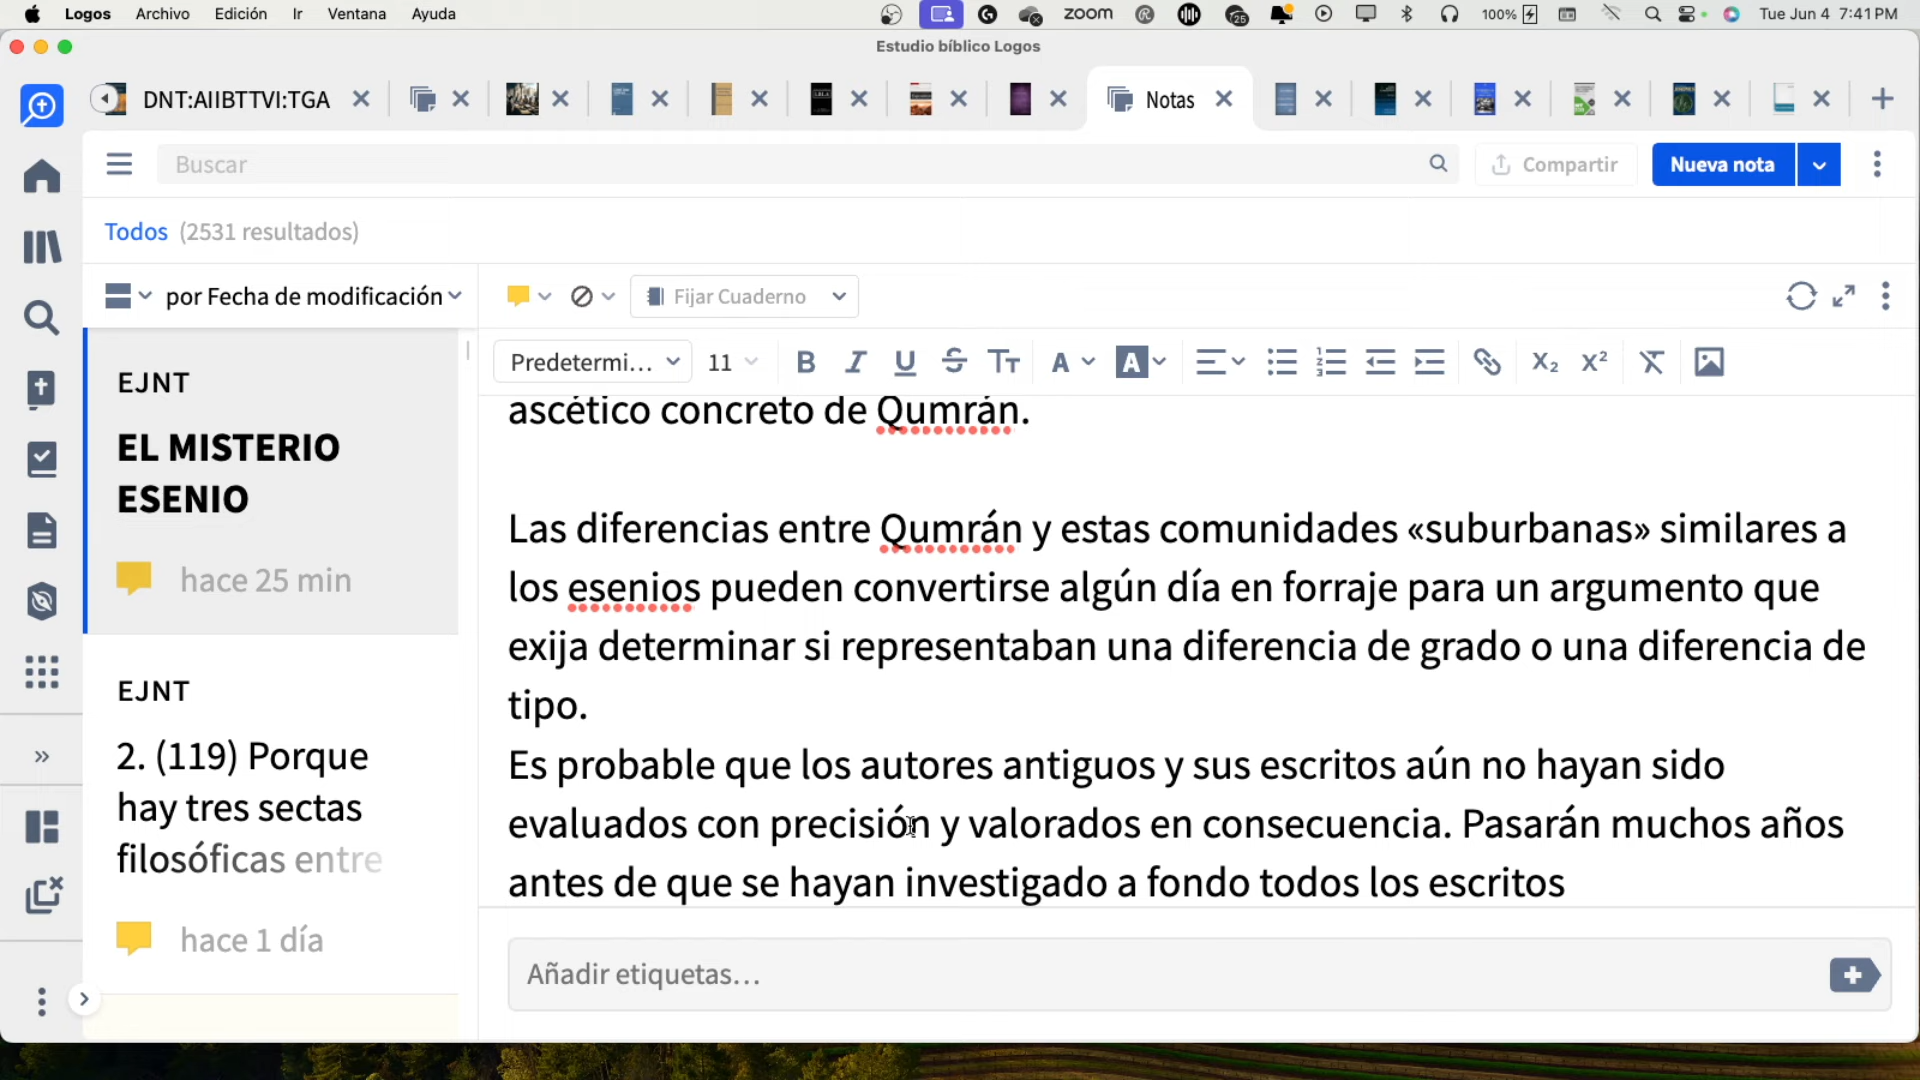 Logos Archivo Edición Ir Ventana Ayuda zoom 25 100% Tue Jun 4 7:41 PM
Estudio bíblico Logos
DNT:AIIBTTVI:TGA Notas
Buscar Compartir Nueva nota
Todos (2531 resultados)
por Fecha de modificación Fijar Cuaderno
Predetermi... 11 B I U S TT A A X₂ X²
EJNT
EL MISTERIO
ESENIO
hace 25 min
EJNT
2. (119) Porque
hay tres sectas
filosóficas entre
hace 1 día
ascético concreto de Qumrán.
Las diferencias entre Qumrán y estas comunidades «suburbanas» similares a
los esenios pueden convertirse algún día en forraje para un argumento que
exija determinar si representaban una diferencia de grado o una diferencia de
tipo.
Es probable que los autores antiguos y sus escritos aún no hayan sido
evaluados con precisión y valorados en consecuencia. Pasarán muchos años
antes de que se hayan investigado a fondo todos los escritos
Añadir etiquetas…